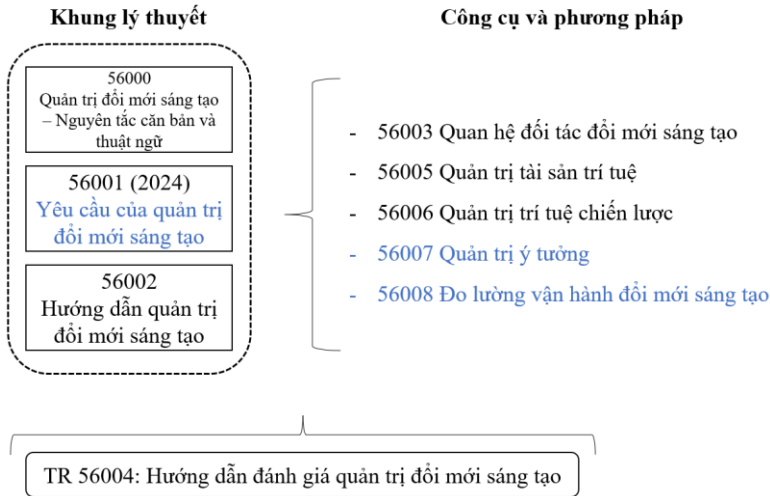 Khung lý thuyết
56000
Quản trị đổi mới sáng tạo
– Nguyên tắc căn bản và
thuật ngữ
56001 (2024)
Yêu cầu của quản trị
đổi mới sáng tạo
56002
Hướng dẫn quản trị
đổi mới sáng tạo
Công cụ và phương pháp
- 56003 Quan hệ đối tác đổi mới sáng tạo
- 56005 Quản trị tài sản trí tuệ
- 56006 Quản trị trí tuệ chiến lược
- 56007 Quản trị ý tưởng
- 56008 Đo lường vận hành đổi mới sáng tạo
TR 56004: Hướng dẫn đánh giá quản trị đổi mới sáng tạo